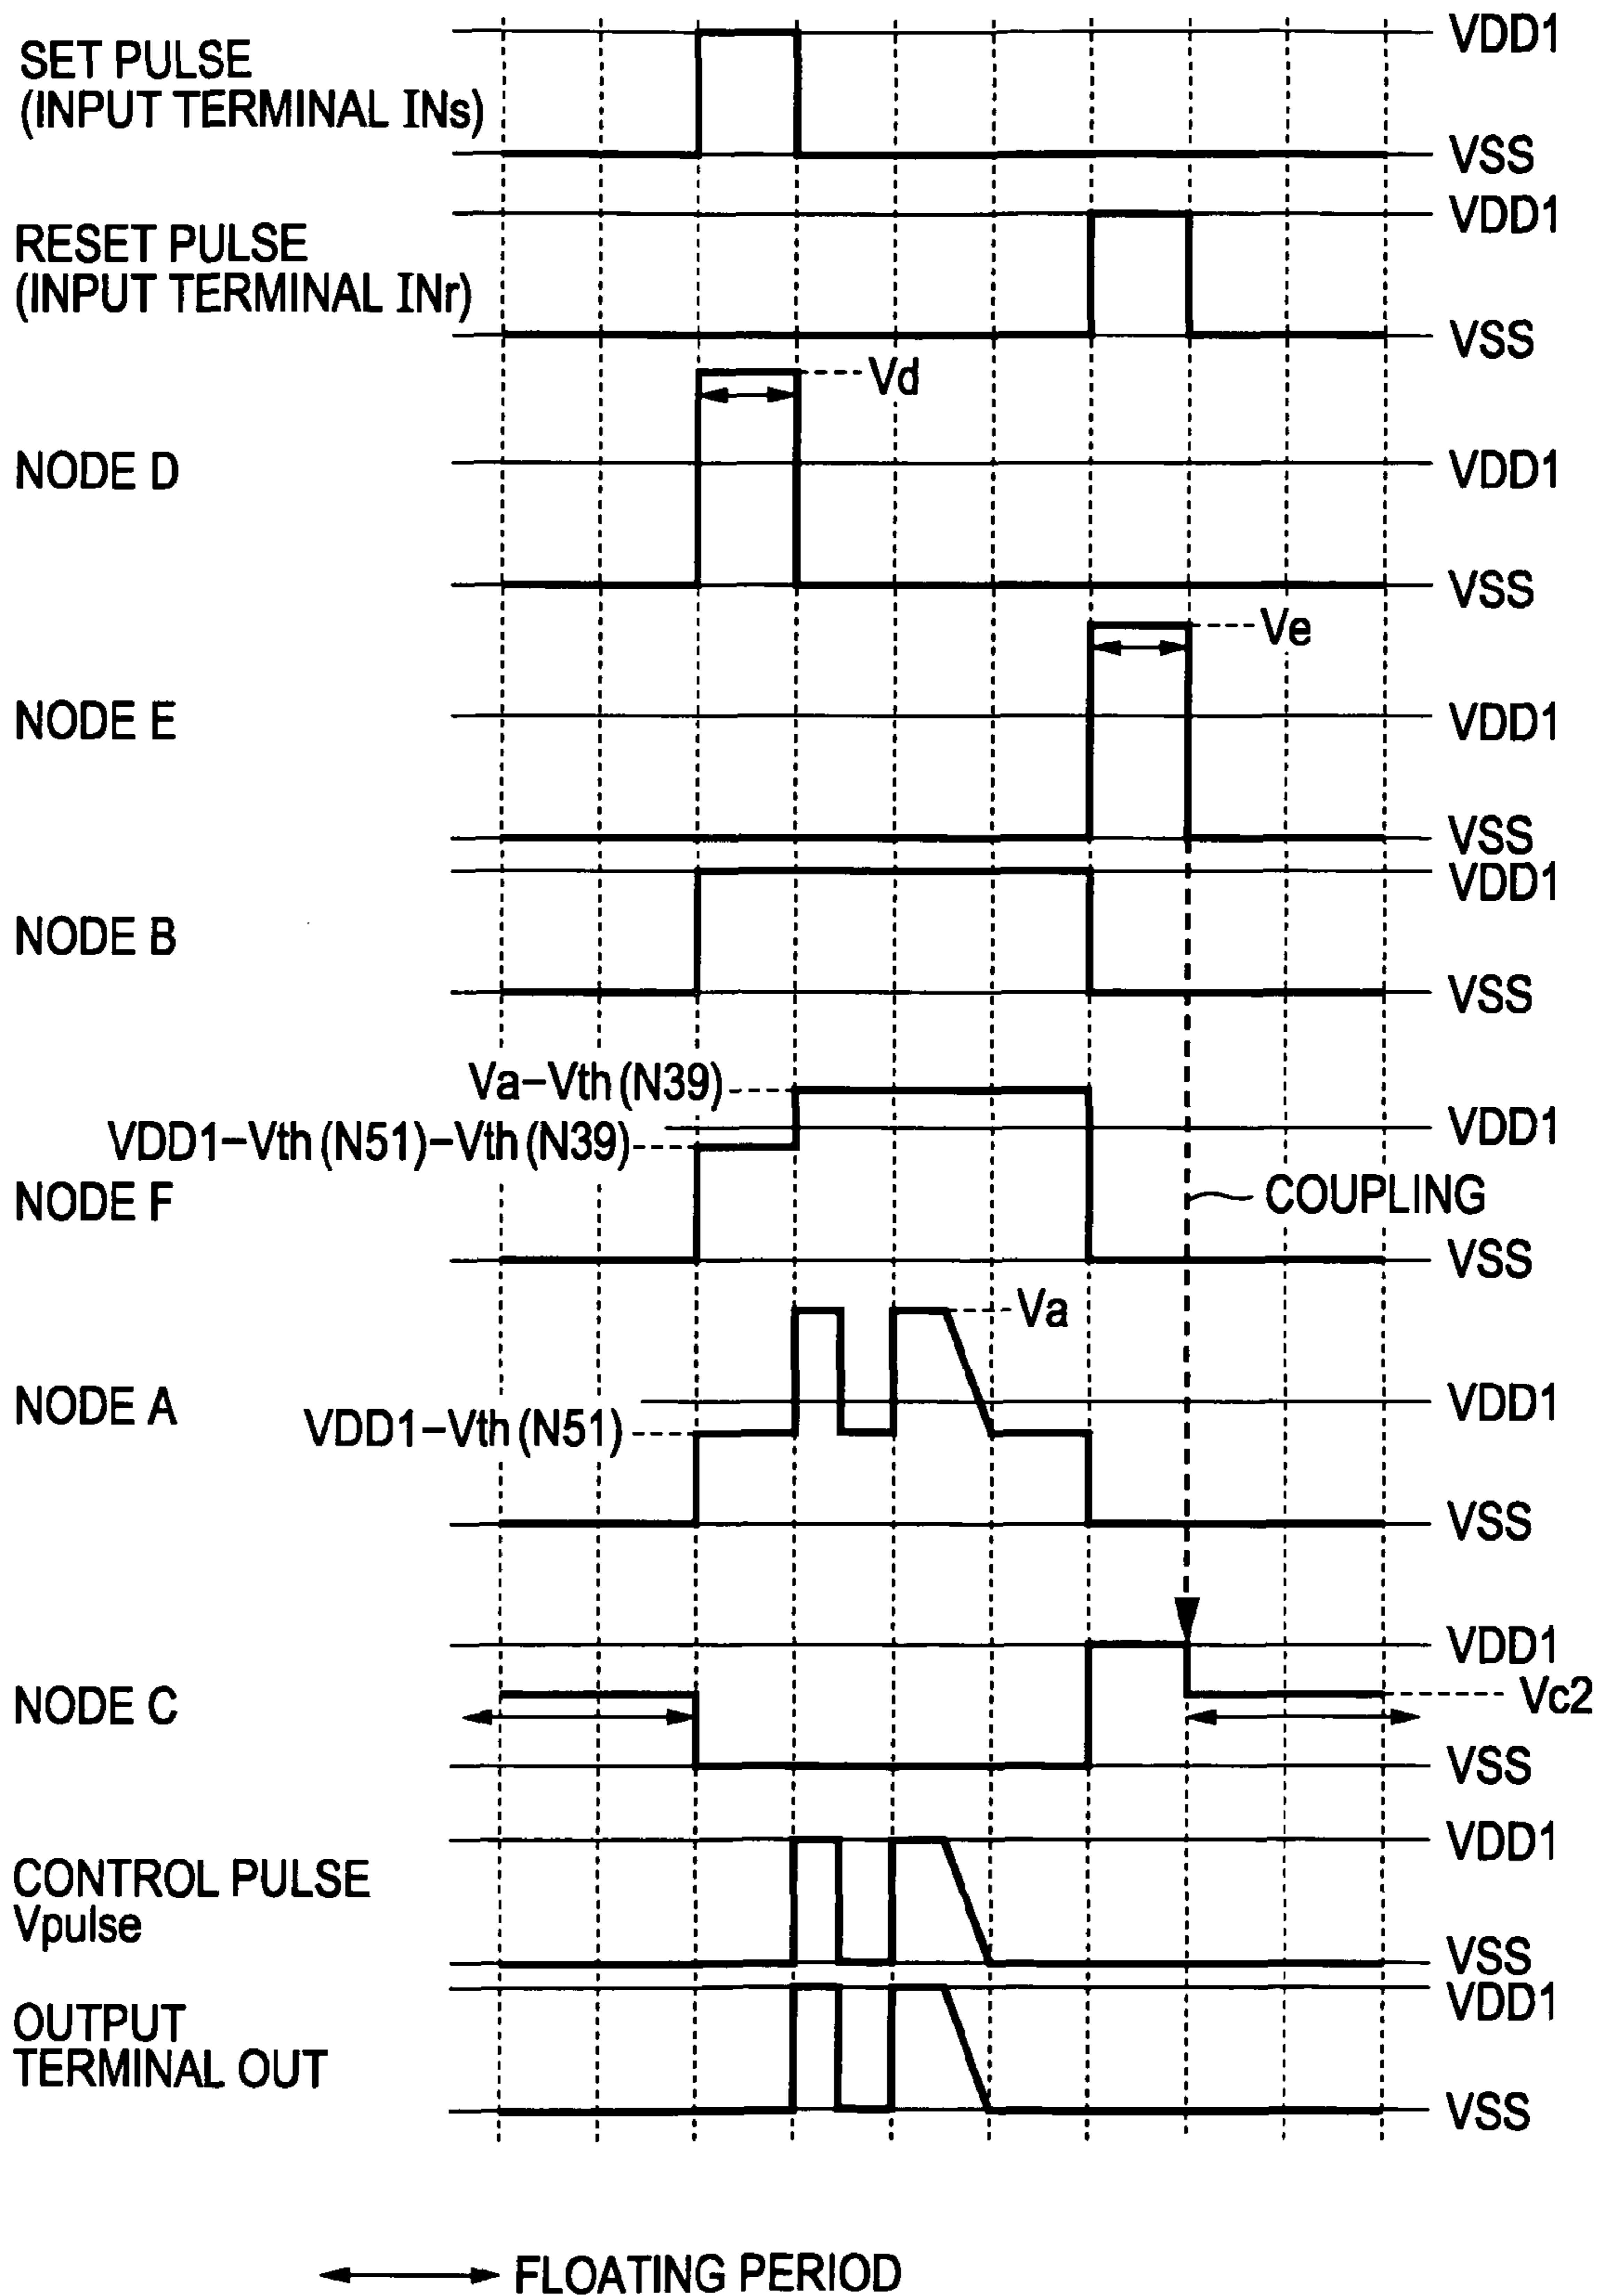 SET PULSE
(INPUT TERMINAL INs)
VDD1
VSS
RESET PULSE
(INPUT TERMINAL INr)
VDD1
VSS
NODE D
Vd
VDD1
VSS
NODE E
Ve
VDD1
VSS
NODE B
VDD1
VSS
NODE F
Va-Vth (N39)
VDD1-Vth (N51)-Vth (N39)
VDD1
COUPLING
VSS
NODE A
Va
VDD1
VDD1-Vth (N51)
VSS
NODE C
VDD1
Vc2
VSS
CONTROL PULSE
Vpulse
VDD1
VSS
OUTPUT
TERMINAL OUT
VDD1
VSS
FLOATING PERIOD